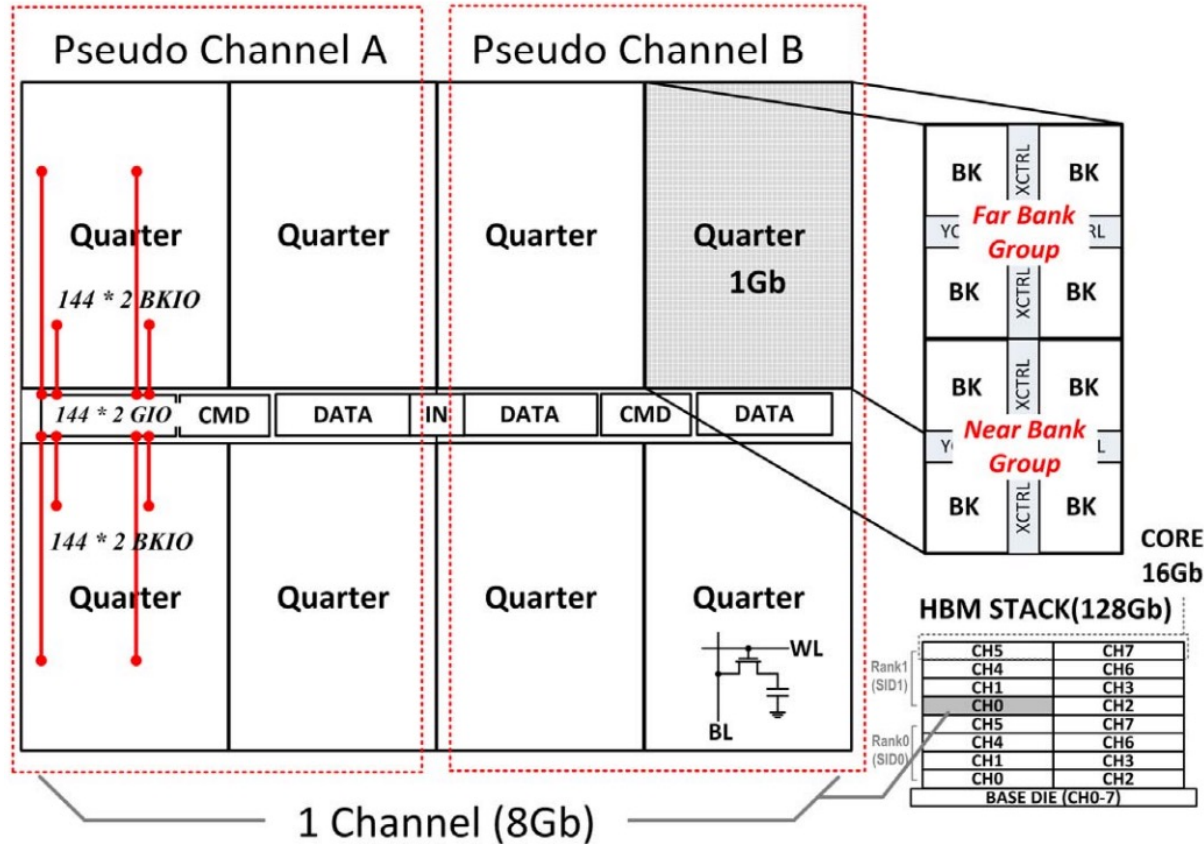 Pseudo Channel A
Pseudo Channel B
Quarter
Quarter
Quarter
Quarter
1Gb
144 * 2 BKIO
144 * 2 GIO
CMD
DATA
IN
DATA
CMD
DATA
144 * 2 BKIO
Quarter
Quarter
Quarter
Quarter
WL
BL
1 Channel (8Gb)
BK
XCTRL
BK
Far Bank
Group
BK
XCTRL
BK
BK
XCTRL
BK
Near Bank
Group
BK
XCTRL
BK
CORE
16Gb
HBM STACK(128Gb)
Rank1
(SID1)
CH5
CH7
CH4
CH6
CH1
CH3
CH0
CH2
Rank0
(SID0)
CH5
CH7
CH4
CH6
CH1
CH3
CH0
CH2
BASE DIE (CH0-7)